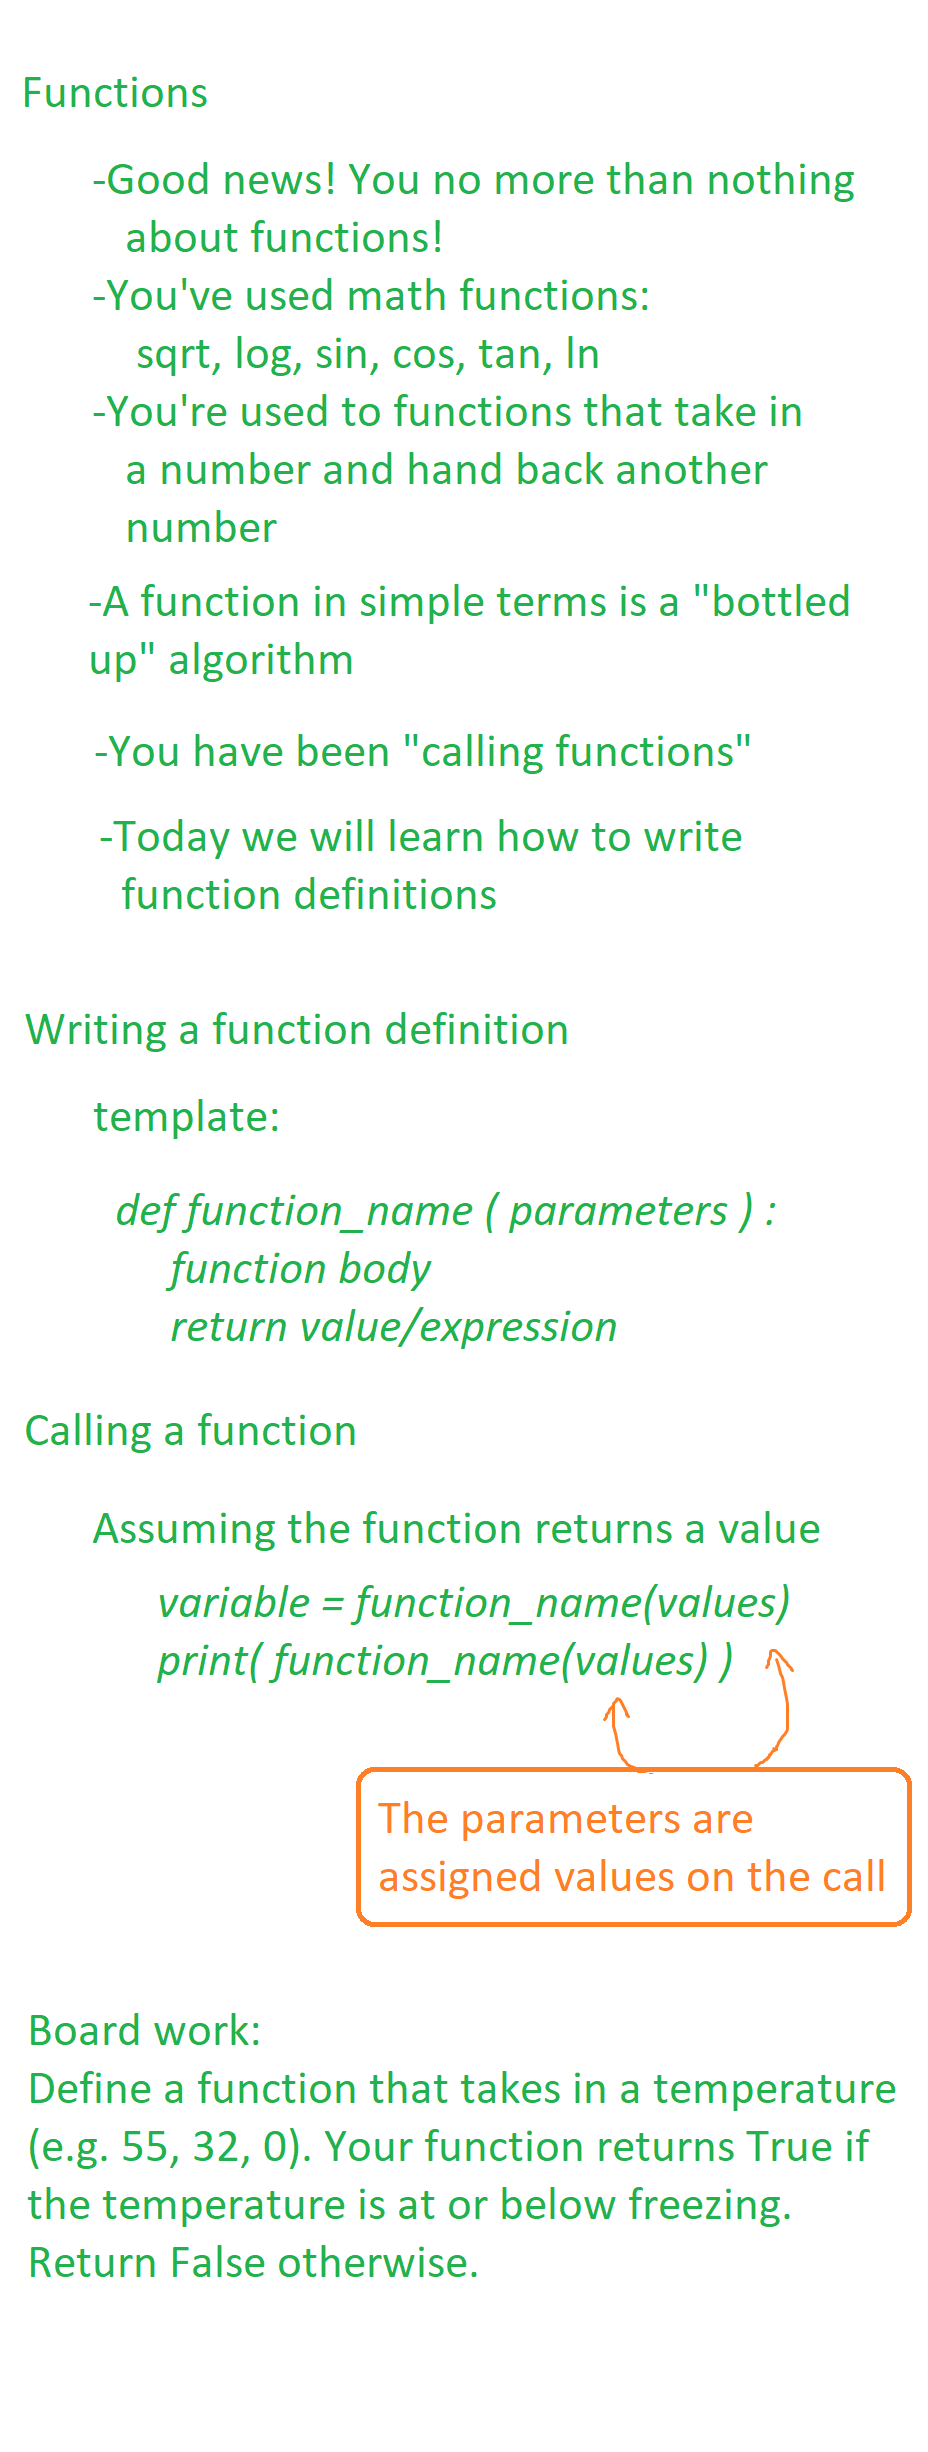 Functions
-Good news! You no more than nothing
about functions!
-You've used math functions:
sqrt, log, sin, cos, tan, ln
-You're used to functions that take in
a number and hand back another
number
-A function in simple terms is a "bottled
up" algorithm
-You have been "calling functions"
-Today we will learn how to write
function definitions
Writing a function definition
template:
def function_name ( parameters ) :
function body
return value/expression
Calling a function
Assuming the function returns a value
variable = function_name(values)
print( function_name(values) )
The parameters are
assigned values on the call
Board work:
Define a function that takes in a temperature
(e.g. 55, 32, 0). Your function returns True if
the temperature is at or below freezing.
Return False otherwise.